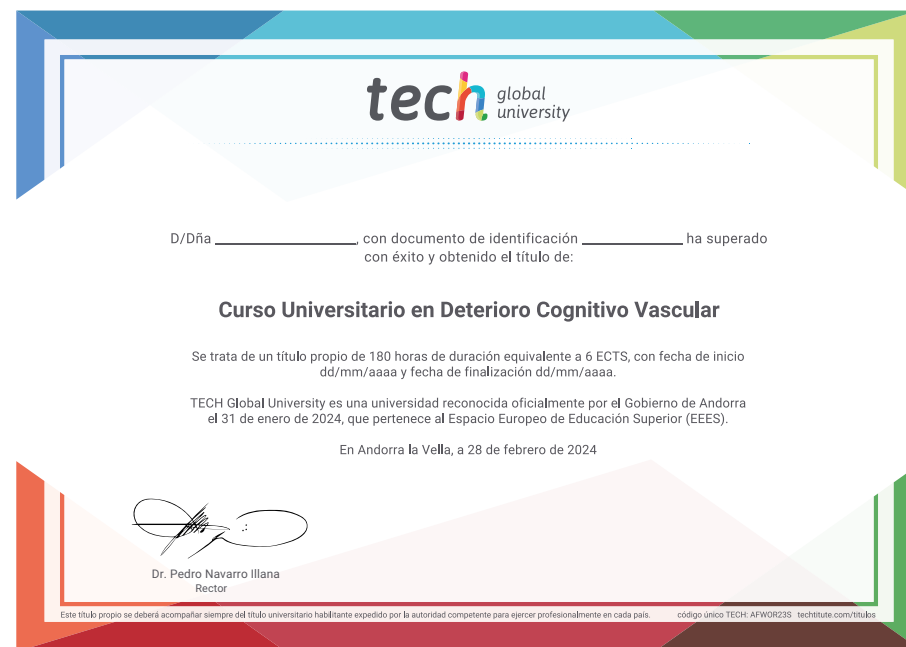 tech global university
D/Dña ______________, con documento de identificación __________ ha superado
con éxito y obtenido el título de:
Curso Universitario en Deterioro Cognitivo Vascular
Se trata de un título propio de 180 horas de duración equivalente a 6 ECTS, con fecha de inicio
dd/mm/aaaa y fecha de finalización dd/mm/aaaa.
TECH Global University es una universidad reconocida oficialmente por el Gobierno de Andorra
el 31 de enero de 2024, que pertenece al Espacio Europeo de Educación Superior (EEES).
En Andorra la Vella, a 28 de febrero de 2024
Dr. Pedro Navarro Illana
Rector
Este título propio se deberá acompañar siempre del título universitario habilitante expedido por la autoridad competente para ejercer profesionalmente en cada país. código único TECH: AFWOR23S techtitute.com/titulos